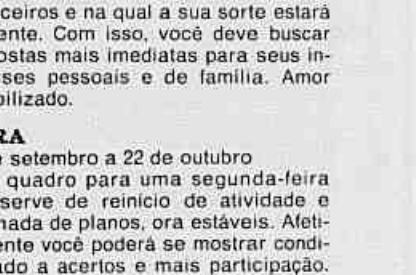 ceiros e na qual a sua sorte estará
ente. Com isso, você deve buscar
ostas mais imediatas para seus in-
ses pessoais e de família. Amor
bilizado.
RA
e setembro a 22 de outubro
quadro para uma segunda-feira
serve de reinício de atividade e
nada de planos, ora estáveis. Afeti-
ente você poderá se mostrar condi-
ado a acertos e mais participação.